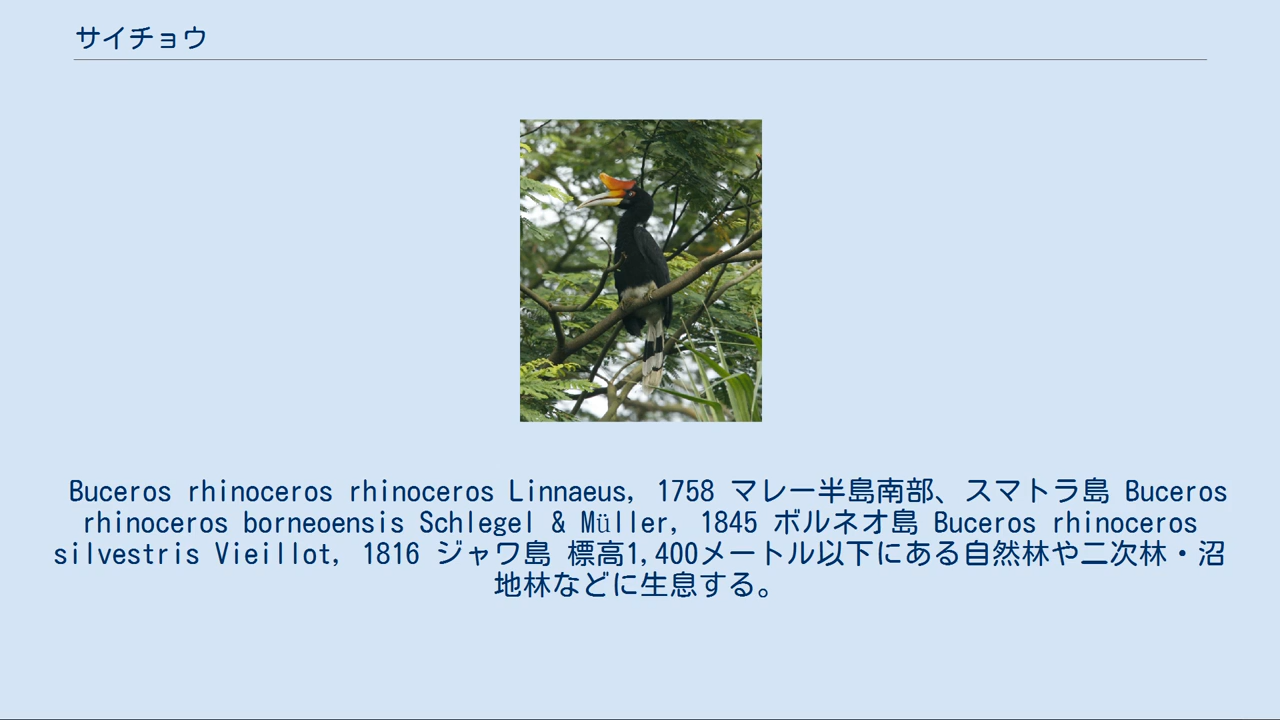 サイチョウ
Buceros rhinoceros rhinoceros Linnaeus, 1758 マレー半島南部、スマトラ島 Buceros
rhinoceros borneoensis Schlegel & Müller, 1845 ボルネオ島 Buceros rhinoceros
silvestris Vieillot, 1816 ジャワ島 標高1,400メートル以下にある自然林や二次林・沼
地林などに生息する。